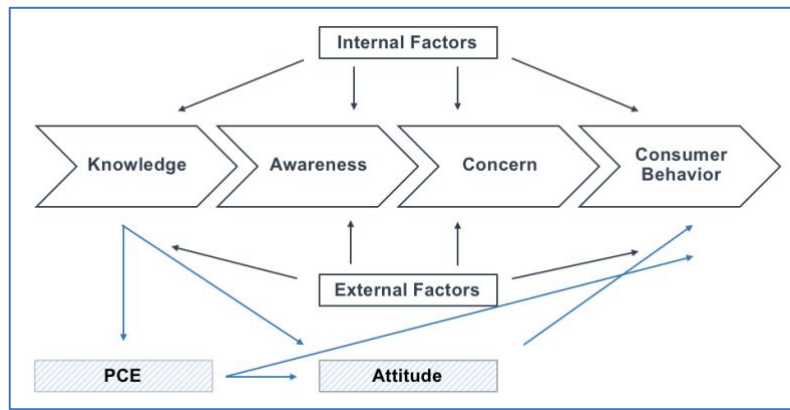 Internal Factors
Knowledge
Awareness
Concern
Consumer
Behavior
External Factors
PCE
Attitude